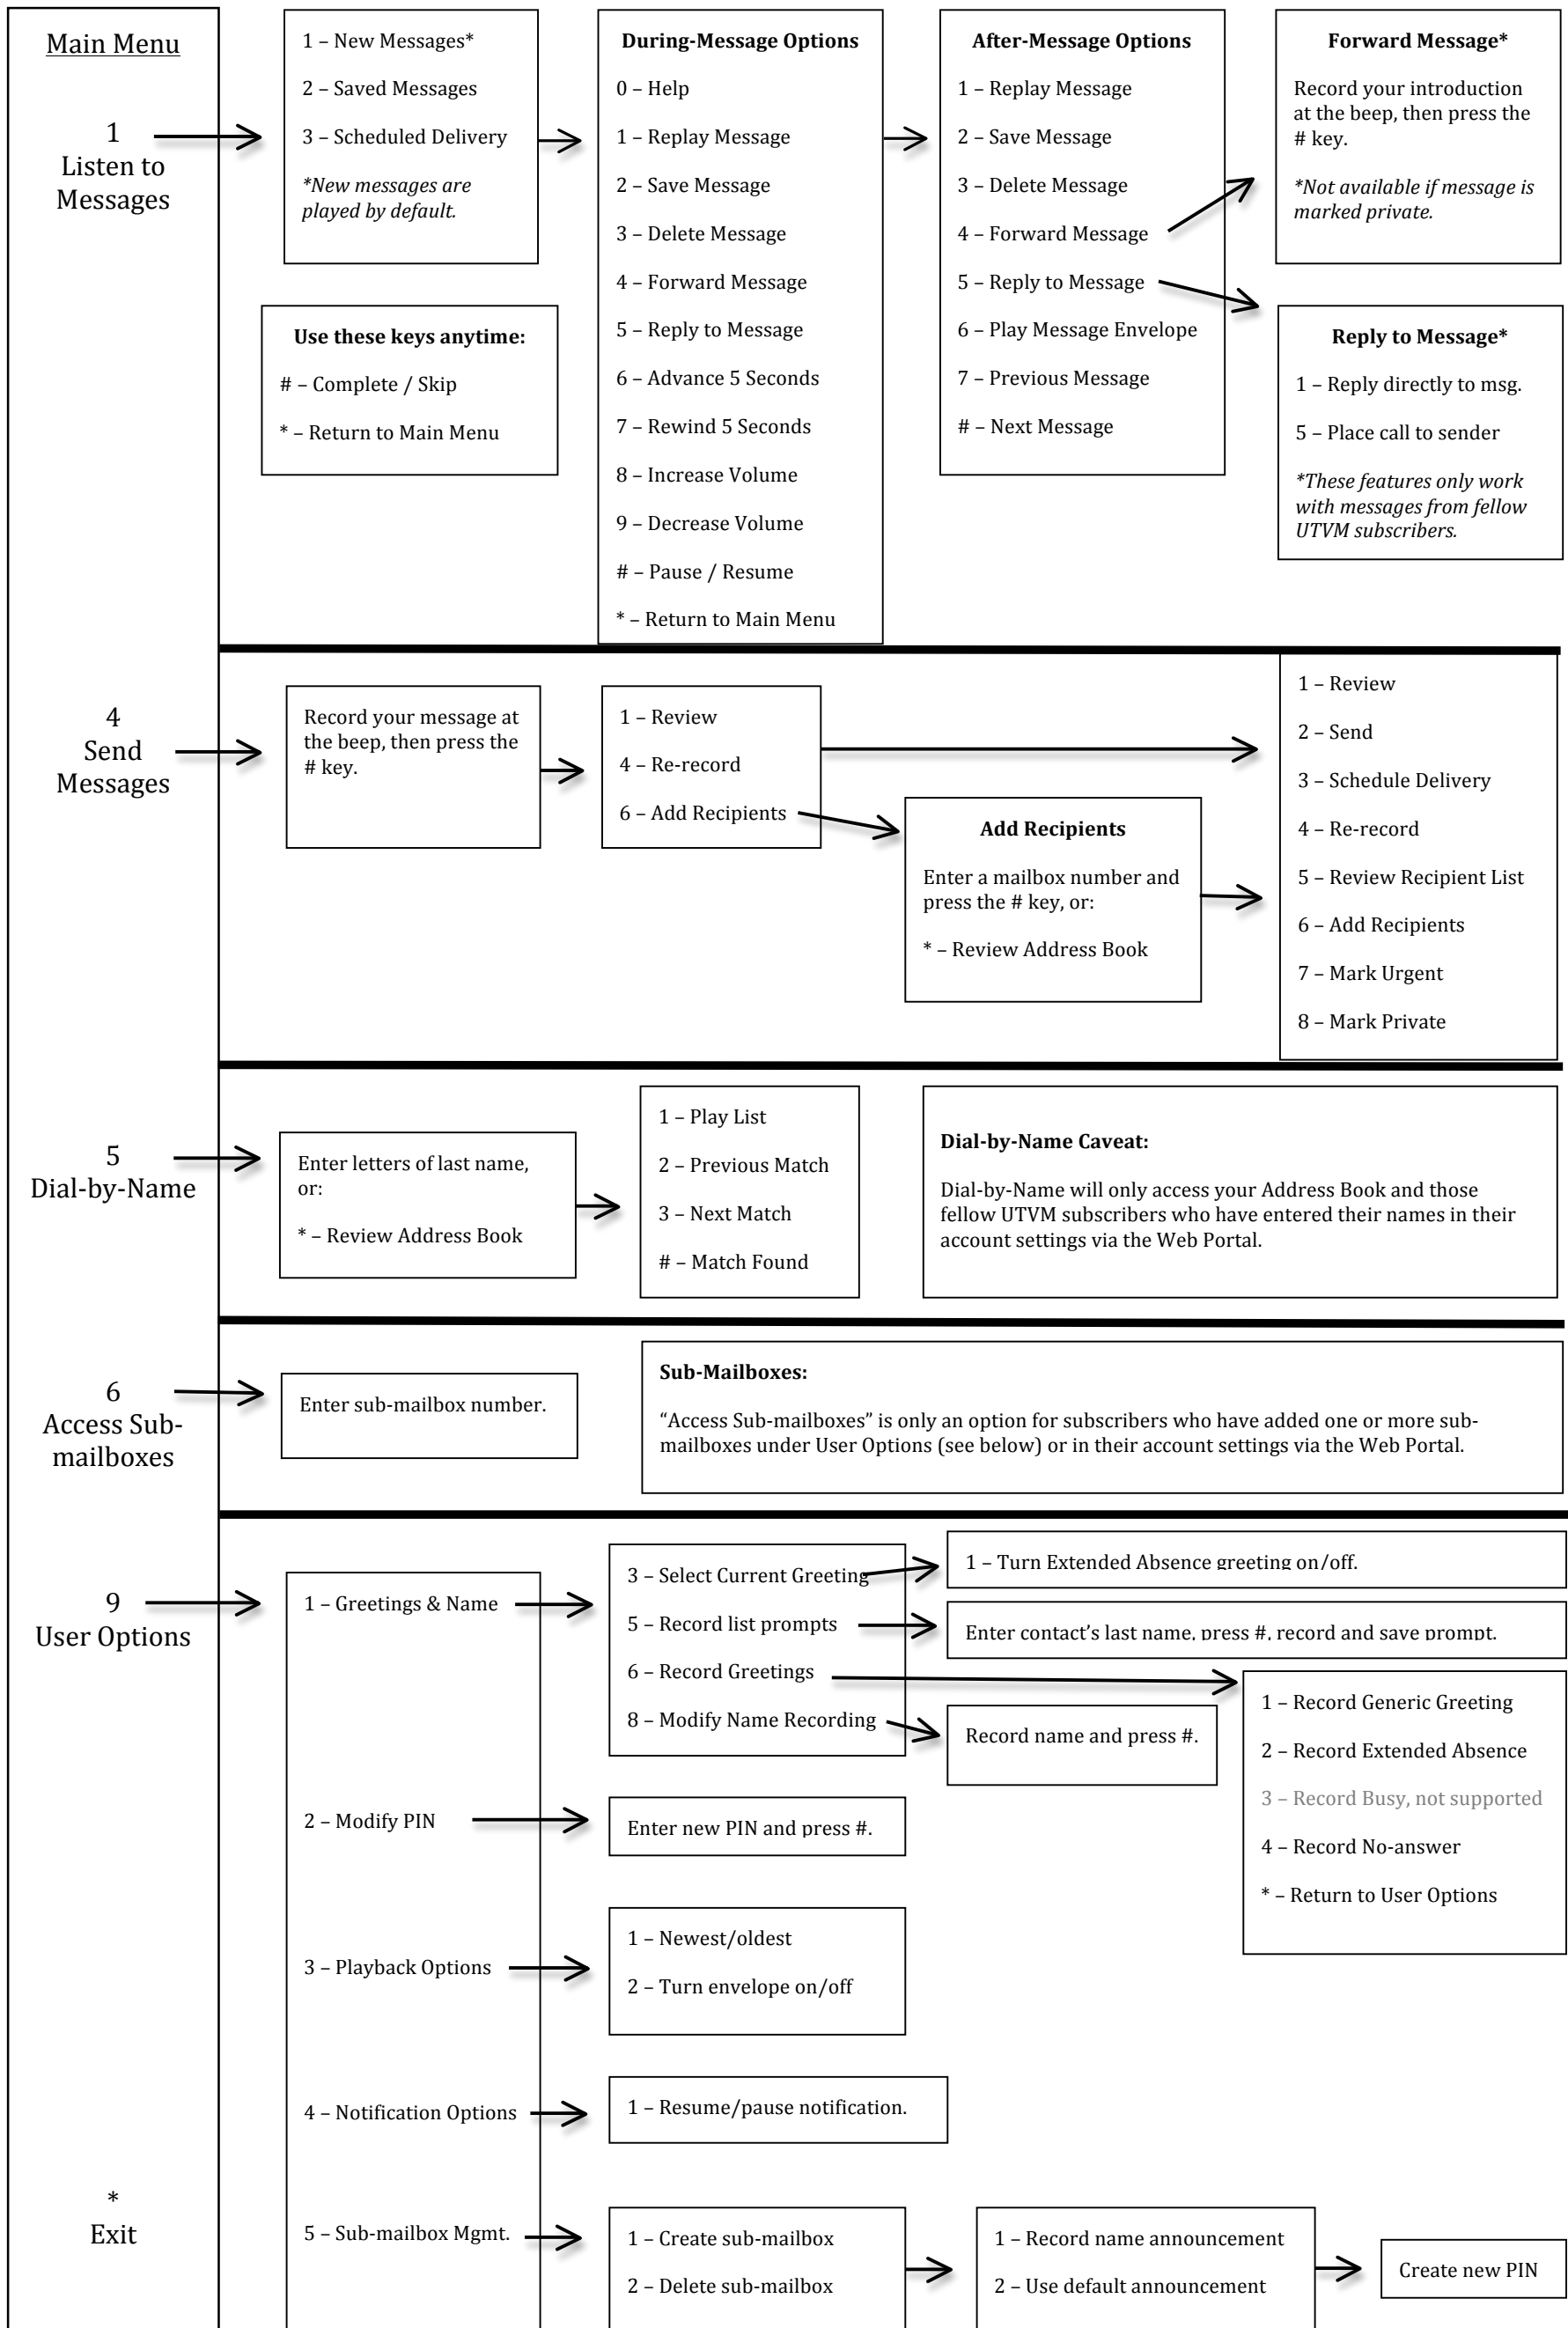 Main Menu
1
Listen to
Messages
1 – New Messages*
2 – Saved Messages
3 – Scheduled Delivery
*New messages are
played by default.
Use these keys anytime:
# – Complete / Skip
* – Return to Main Menu
During-Message Options
0 – Help
1 – Replay Message
2 – Save Message
3 – Delete Message
4 – Forward Message
5 – Reply to Message
6 – Advance 5 Seconds
7 – Rewind 5 Seconds
8 – Increase Volume
9 – Decrease Volume
# – Pause / Resume
* – Return to Main Menu
After-Message Options
1 – Replay Message
2 – Save Message
3 – Delete Message
4 – Forward Message
5 – Reply to Message
6 – Play Message Envelope
7 – Previous Message
# – Next Message
Forward Message*
Record your introduction
at the beep, then press the
# key.
*Not available if message is
marked private.
Reply to Message*
1 – Reply directly to msg.
5 – Place call to sender
*These features only work
with messages from fellow
UTVM subscribers.
4
Send
Messages
Record your message at
the beep, then press the
# key.
1 – Review
4 – Re-record
6 – Add Recipients
Add Recipients
Enter a mailbox number and
press the # key, or:
* – Review Address Book
1 – Review
2 – Send
3 – Schedule Delivery
4 – Re-record
5 – Review Recipient List
6 – Add Recipients
7 – Mark Urgent
8 – Mark Private
5
Dial-by-Name
Enter letters of last name,
or:
* – Review Address Book
1 – Play List
2 – Previous Match
3 – Next Match
# – Match Found
Dial-by-Name Caveat:
Dial-by-Name will only access your Address Book and those
fellow UTVM subscribers who have entered their names in their
account settings via the Web Portal.
6
Access Sub-
mailboxes
Enter sub-mailbox number.
Sub-Mailboxes:
“Access Sub-mailboxes” is only an option for subscribers who have added one or more sub-
mailboxes under User Options (see below) or in their account settings via the Web Portal.
9
User Options
1 – Greetings & Name
3 – Select Current Greeting
5 – Record list prompts
6 – Record Greetings
8 – Modify Name Recording
1 – Turn Extended Absence greeting on/off.
Enter contact’s last name, press #, record and save prompt.
Record name and press #.
1 – Record Generic Greeting
2 – Record Extended Absence
3 – Record Busy, not supported
4 – Record No-answer
* – Return to User Options
2 – Modify PIN
Enter new PIN and press #.
3 – Playback Options
1 – Newest/oldest
2 – Turn envelope on/off
4 – Notification Options
1 – Resume/pause notification.
*
Exit
5 – Sub-mailbox Mgmt.
1 – Create sub-mailbox
2 – Delete sub-mailbox
1 – Record name announcement
2 – Use default announcement
Create new PIN